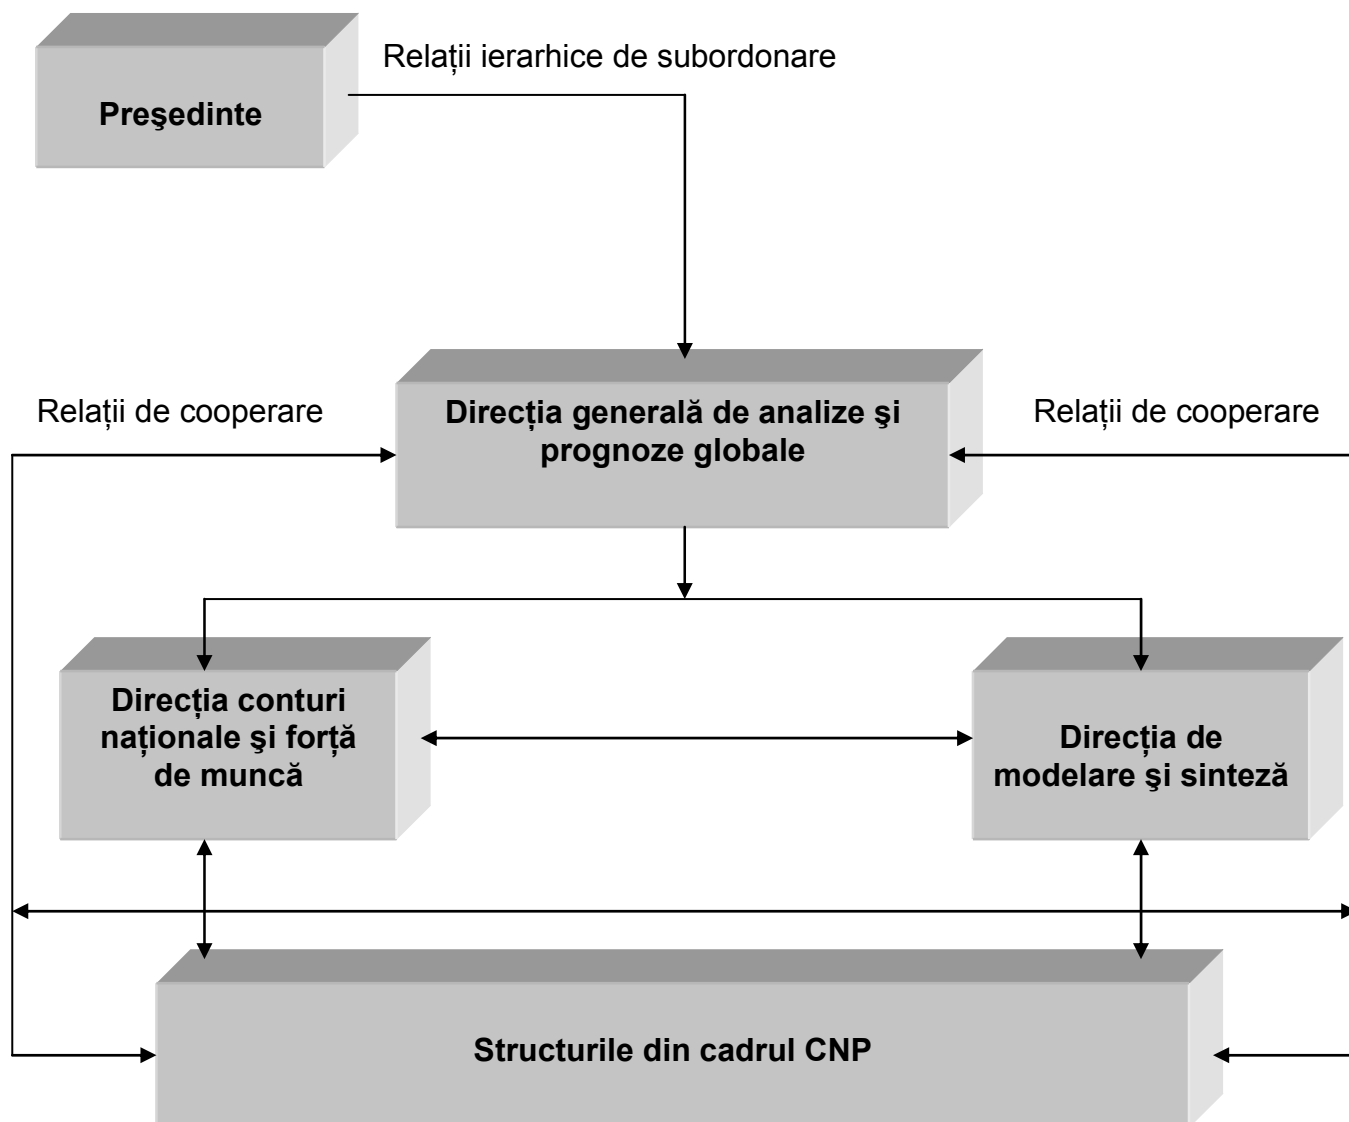 Relații ierarhice de subordonare
Preşedinte
Relații de cooperare
Direcția generală de analize şi
prognoze globale
Relații de cooperare
Direcția conturi
naționale şi forță
de muncă
Direcția de
modelare şi sinteză
Structurile din cadrul CNP